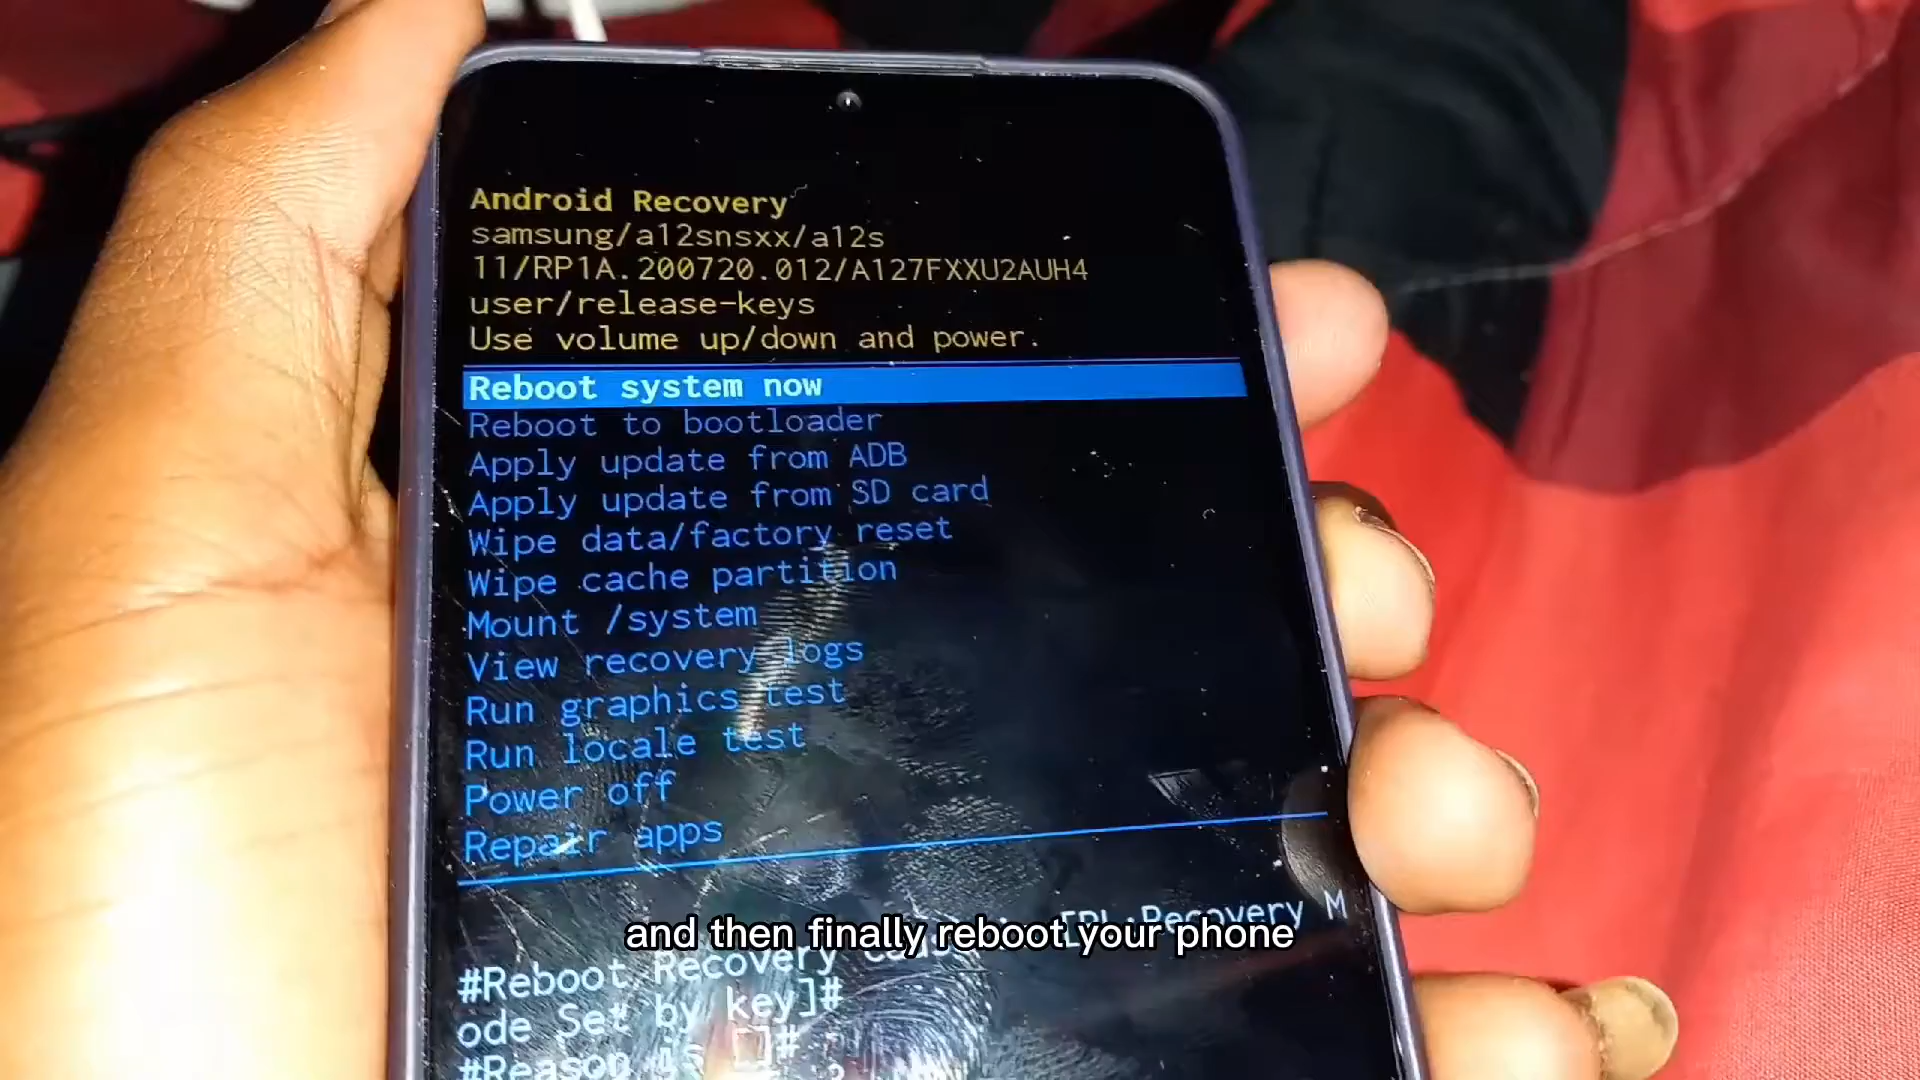 Android Recovery
samsung/a12snsxx/a12s
11/RP1A.200720.012/A127FXXU2AUH4
user/release-keys
Use volume up/down and power.
Reboot system now
Reboot to bootloader
Apply update from ADB
Apply update from SD card
Wipe data/factory reset
Wipe cache partition
Mount /system
View recovery logs
Run graphics test
Run locale test
Power off
Repair apps
#Reboot Recovery Recovery M
ode Set by key]#
#Reason is []#
and then finally reboot your phone